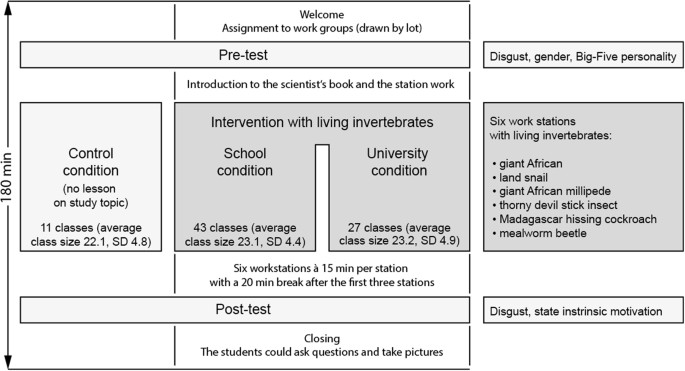 Welcome
Assignment to work groups (drawn by lot)
Pre-test
Disgust, gender, Big-Five personality
Introduction to the scientist's book and the station work
180 min
Control
condition
(no lesson
on study topic)
11 classes (average
class size 22.1, SD 4.8)
Intervention with living invertebrates
School
condition
43 classes (average
class size 23.1, SD 4.4)
University
condition
27 classes (average
class size 23.2, SD 4.9)
Six work stations
with living invertebrates:
• giant African
• land snail
• giant African millipede
• thorny devil stick insect
• Madagascar hissing cockroach
• mealworm beetle
Six workstations à 15 min per station
with a 20 min break after the first three stations
Post-test
Disgust, state instrinsic motivation
Closing
The students could ask questions and take pictures